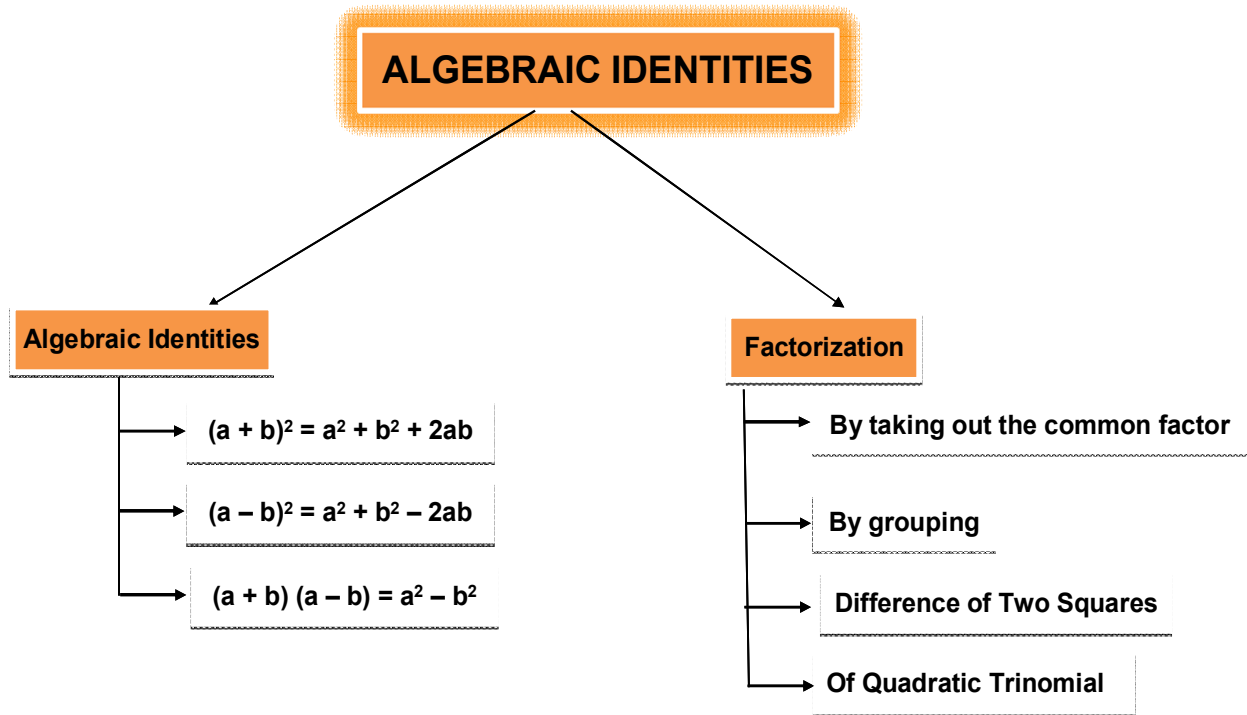 ALGEBRAIC IDENTITIES
Algebraic Identities
(a + b)² = a² + b² + 2ab
(a – b)² = a² + b² – 2ab
(a + b) (a – b) = a² – b²
Factorization
By taking out the common factor
By grouping
Difference of Two Squares
Of Quadratic Trinomial